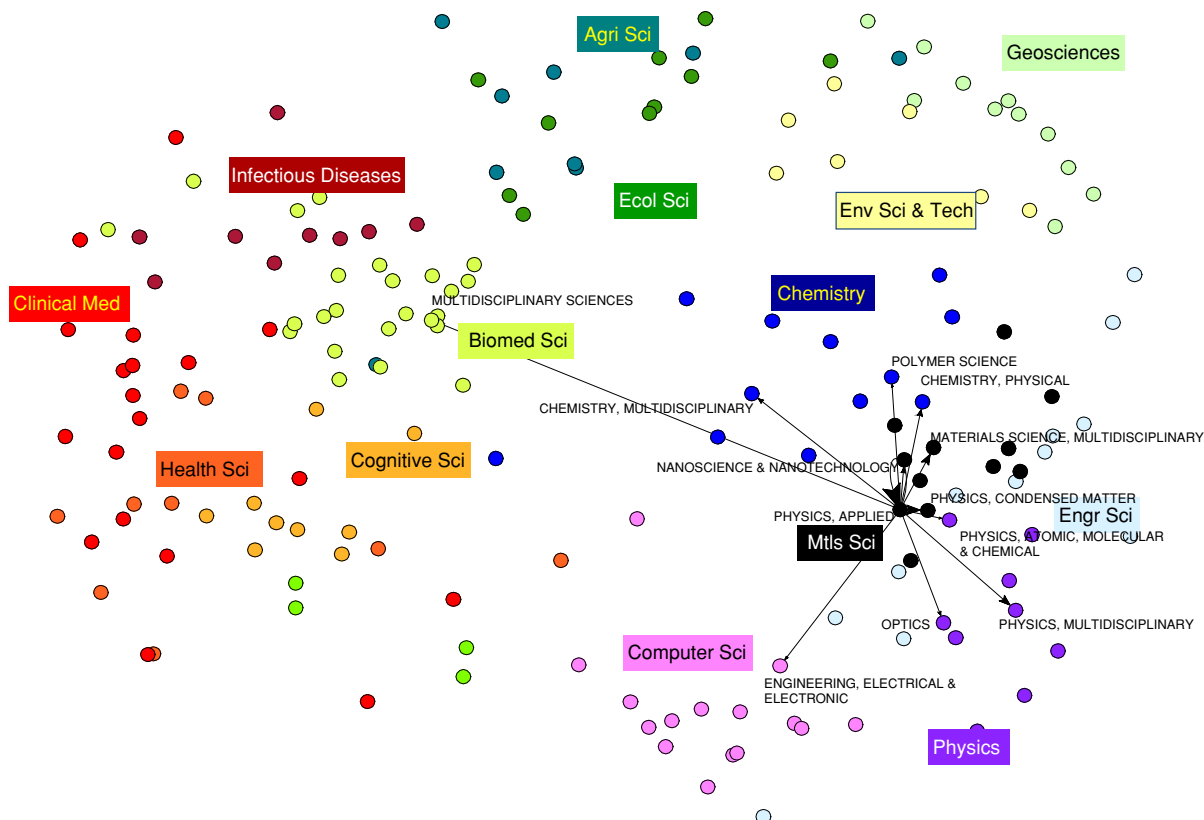 Agri Sci
Geosciences
Infectious Diseases
Ecol Sci
Env Sci & Tech
Clinical Med
MULTIDISCIPLINARY SCIENCES
Chemistry
Biomed Sci
POLYMER SCIENCE
CHEMISTRY, PHYSICAL
CHEMISTRY, MULTIDISCIPLINARY
MATERIALS SCIENCE, MULTIDISCIPLINARY
Health Sci
Cognitive Sci
NANOSCIENCE & NANOTECHNOLOGY
PHYSICS, CONDENSED MATTER
PHYSICS, APPLIED
Engr Sci
Mtls Sci
PHYSICS, ATOMIC, MOLECULAR
& CHEMICAL
OPTICS
PHYSICS, MULTIDISCIPLINARY
Computer Sci
ENGINEERING, ELECTRICAL &
ELECTRONIC
Physics